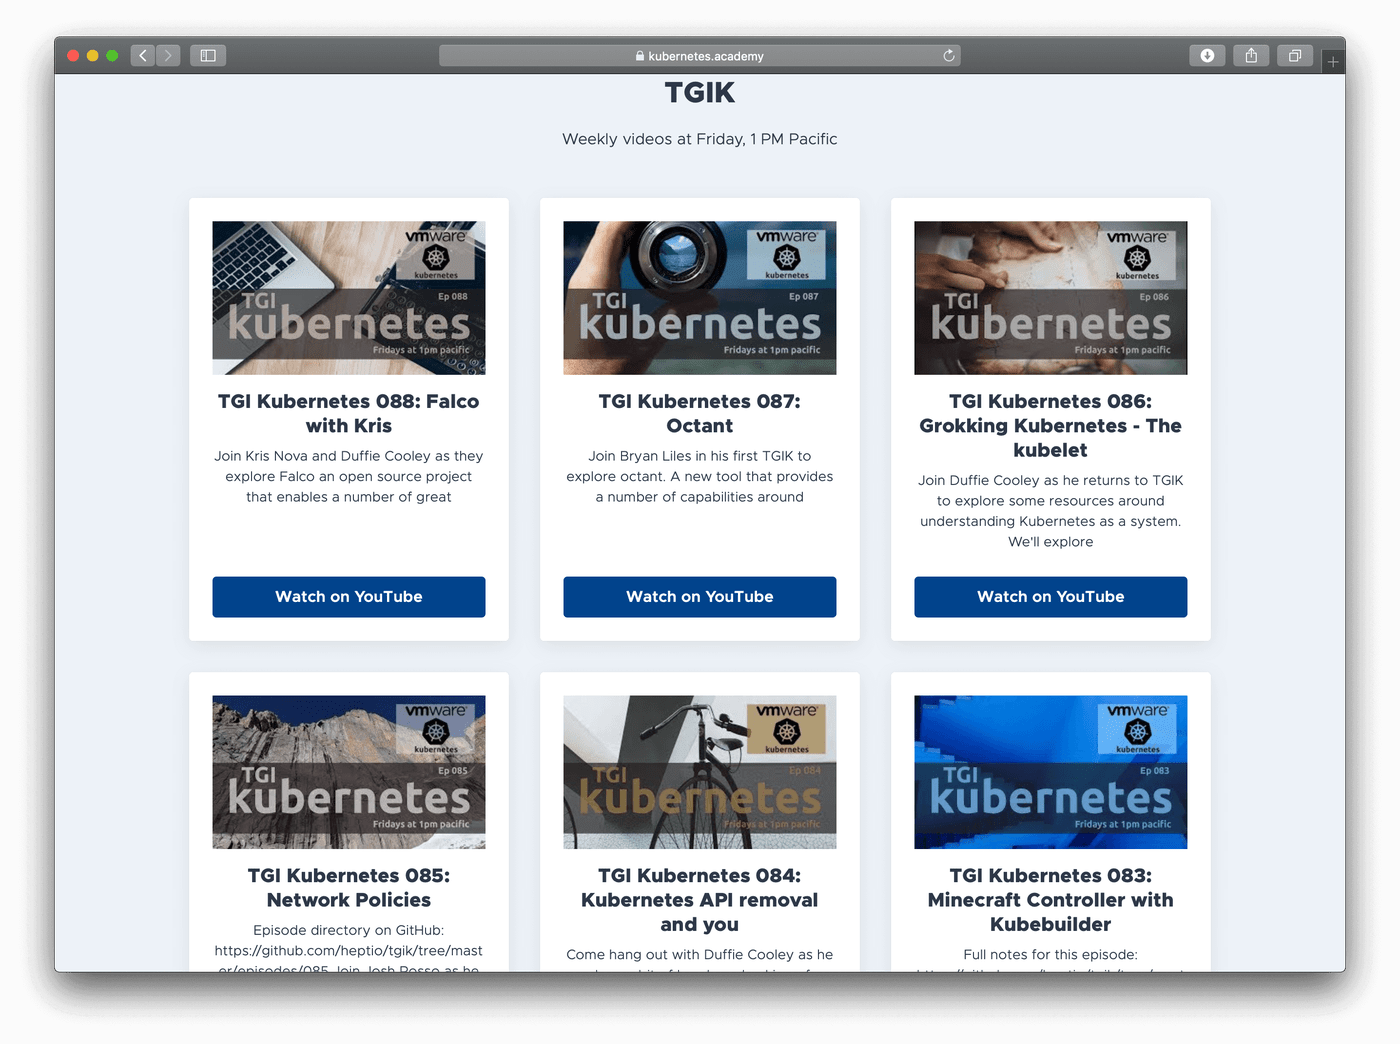 kubernetes.academy
TGIK
Weekly videos at Friday, 1 PM Pacific
vmware
kubernetes
Ep 088
TGI
kubernetes
Fridays at 1pm pacific
TGI Kubernetes 088: Falco
with Kris
Join Kris Nova and Duffie Cooley as they
explore Falco an open source project
that enables a number of great
Watch on YouTube
vmware
kubernetes
Ep 087
TGI
kubernetes
Fridays at 1pm pacific
TGI Kubernetes 087:
Octant
Join Bryan Liles in his first TGIK to
explore octant. A new tool that provides
a number of capabilities around
Watch on YouTube
vmware
kubernetes
Ep 086
TGI
kubernetes
Fridays at 1pm pacific
TGI Kubernetes 086:
Grokking Kubernetes - The
kubelet
Join Duffie Cooley as he returns to TGIK
to explore some resources around
understanding Kubernetes as a system.
We'll explore
Watch on YouTube
vmware
kubernetes
Ep 085
TGI
kubernetes
Fridays at 1pm pacific
TGI Kubernetes 085:
Network Policies
Episode directory on GitHub:
https://github.com/heptio/tgik/tree/mast
er/episodes/085 Join Josh Rosso as he
vmware
kubernetes
Ep 084
TGI
kubernetes
Fridays at 1pm pacific
TGI Kubernetes 084:
Kubernetes API removal
and you
Come hang out with Duffie Cooley as he
vmware
kubernetes
Ep 083
TGI
kubernetes
Fridays at 1pm pacific
TGI Kubernetes 083:
Minecraft Controller with
Kubebuilder
Full notes for this episode: